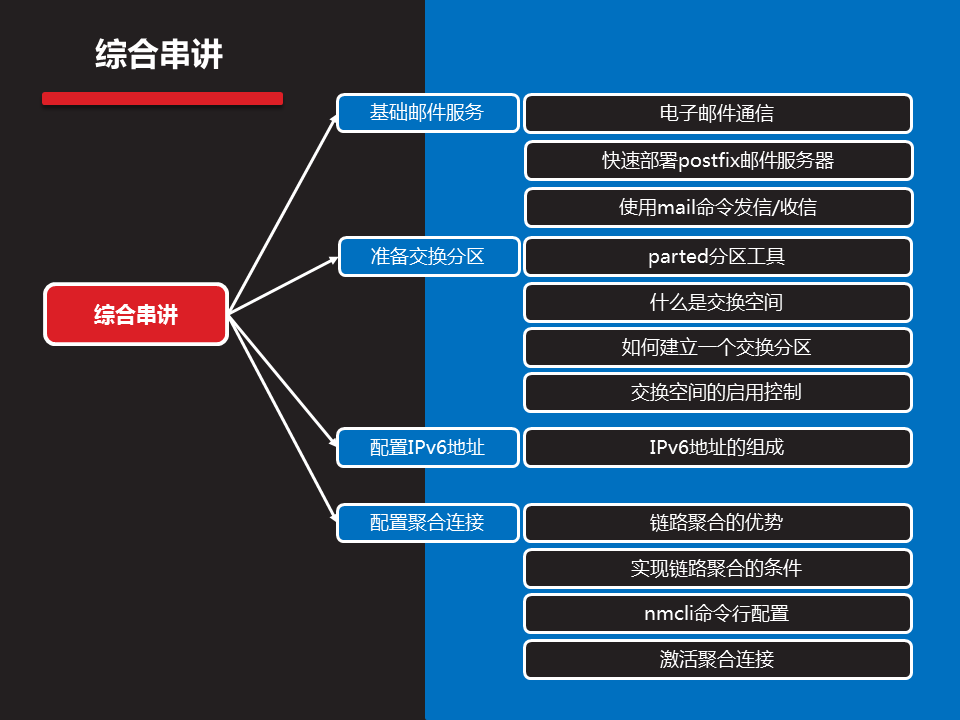 综合串讲
基础邮件服务
电子邮件通信
快速部署postfix邮件服务器
使用mail命令发信/收信
准备交换分区
parted分区工具
什么是交换空间
综合串讲
如何建立一个交换分区
交换空间的启用控制
配置IPv6地址
IPv6地址的组成
配置聚合连接
链路聚合的优势
实现链路聚合的条件
nmcli命令行配置
激活聚合连接